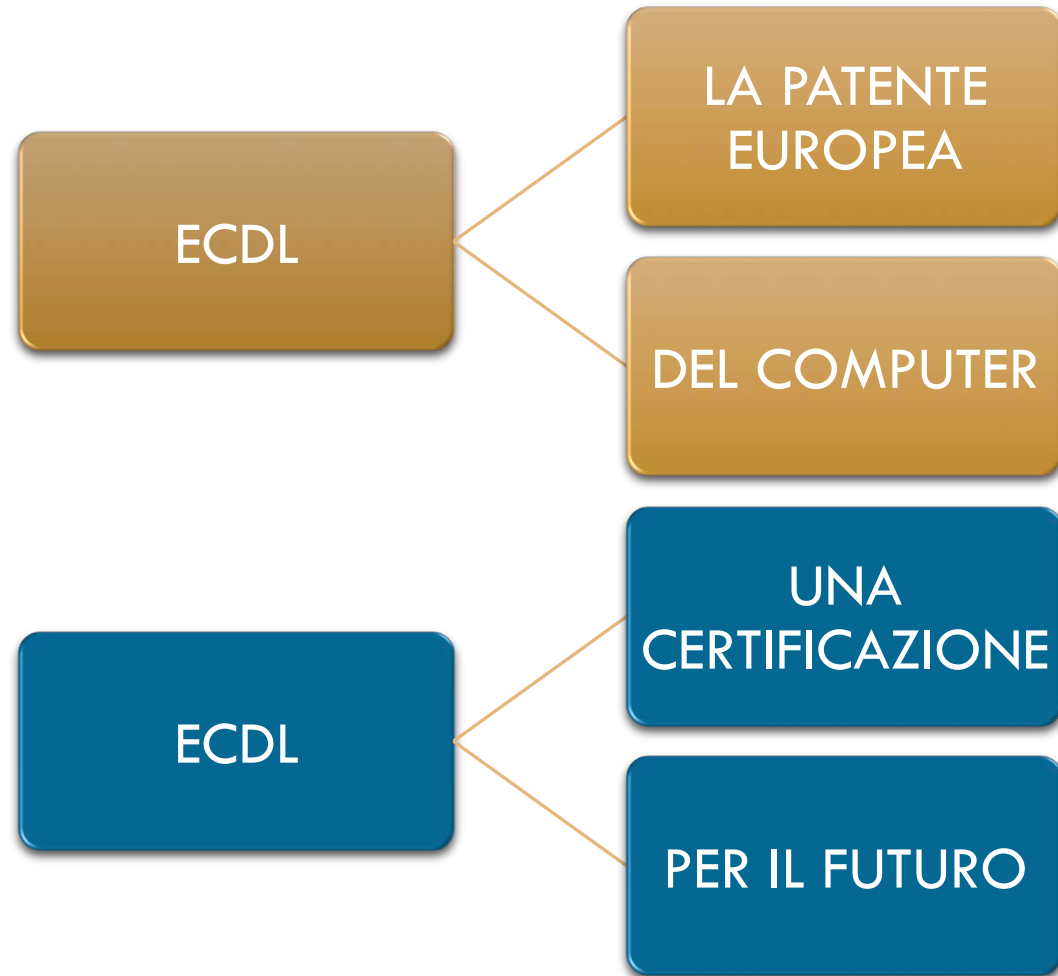 ECDL
LA PATENTE
EUROPEA
DEL COMPUTER
ECDL
UNA
CERTIFICAZIONE
PER IL FUTURO